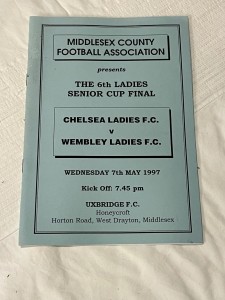 MIDDLESEX COUNTY
FOOTBALL ASSOCIATION
presents
THE 6th LADIES
SENIOR CUP FINAL
CHELSEA LADIES F.C.
v
WEMBLEY LADIES F.C.
WEDNESDAY 7th MAY 1997
Kick Off: 7.45 pm
UXBRIDGE F.C.
Honeycroft
Horton Road, West Drayton, Middlesex